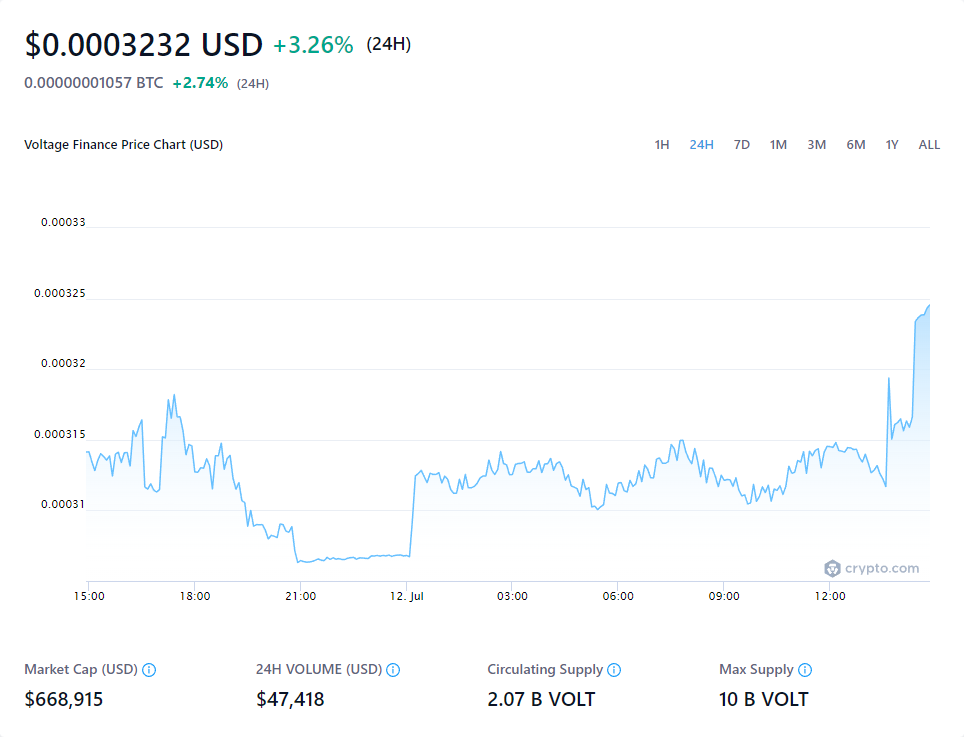 $0.0003232 USD +3.26% (24H)
0.00000001057 BTC +2.74% (24H)
Voltage Finance Price Chart (USD) 1H 24H 7D 1M 3M 6M 1Y ALL
0.00033
0.000325
0.00032
0.000315
0.00031
crypto.com
15:00 18:00 21:00 12. Jul 03:00 06:00 09:00 12:00
Market Cap (USD) 24H VOLUME (USD) Circulating Supply Max Supply
$668,915 $47,418 2.07 B VOLT 10 B VOLT